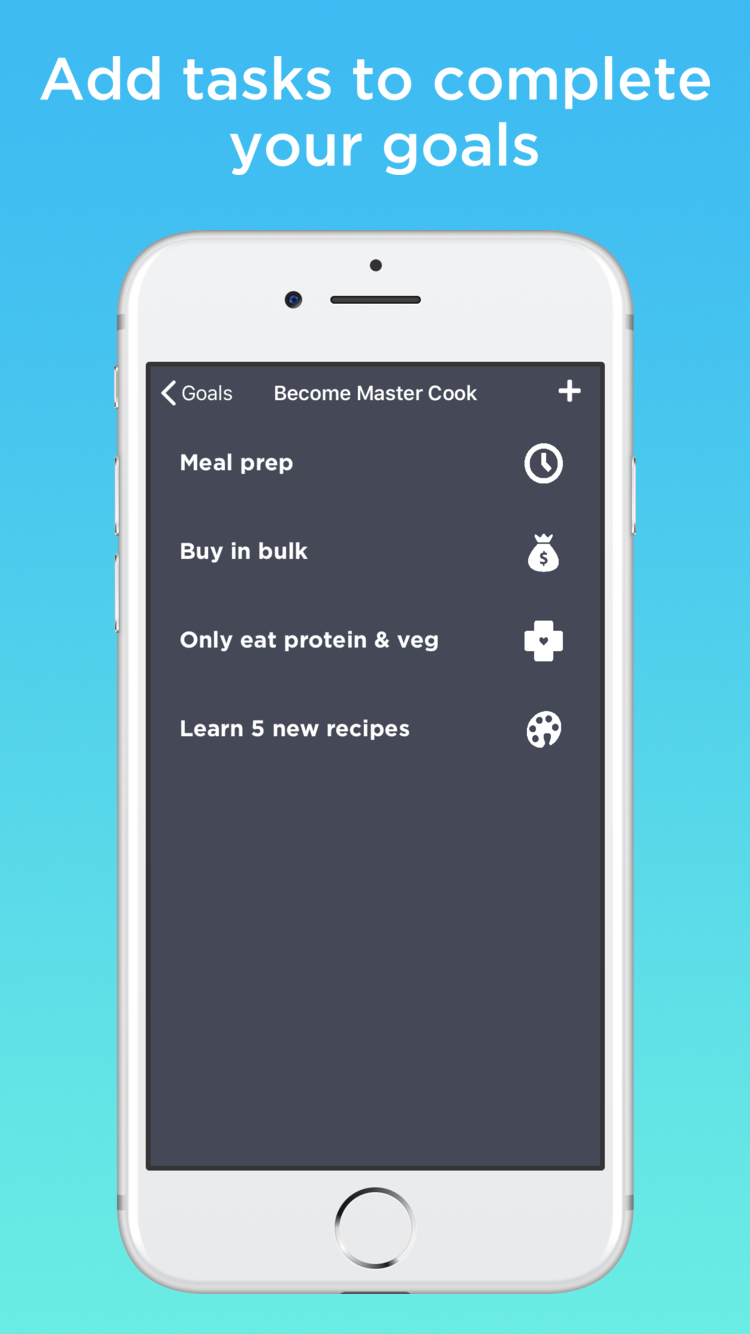 Add tasks to complete
your goals
Goals
Become Master Cook
Meal prep
Buy in bulk
$
Only eat protein & veg
Learn 5 new recipes